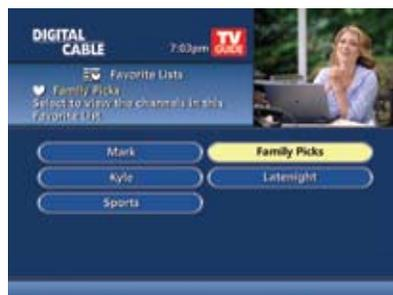 DIGITAL
CABLE
7:03pm
TV
GUIDE
Favorite Lists
Family Picks
Select to view the channels in this
Favorite List
Mark
Family Picks
Kyle
Latenight
Sports